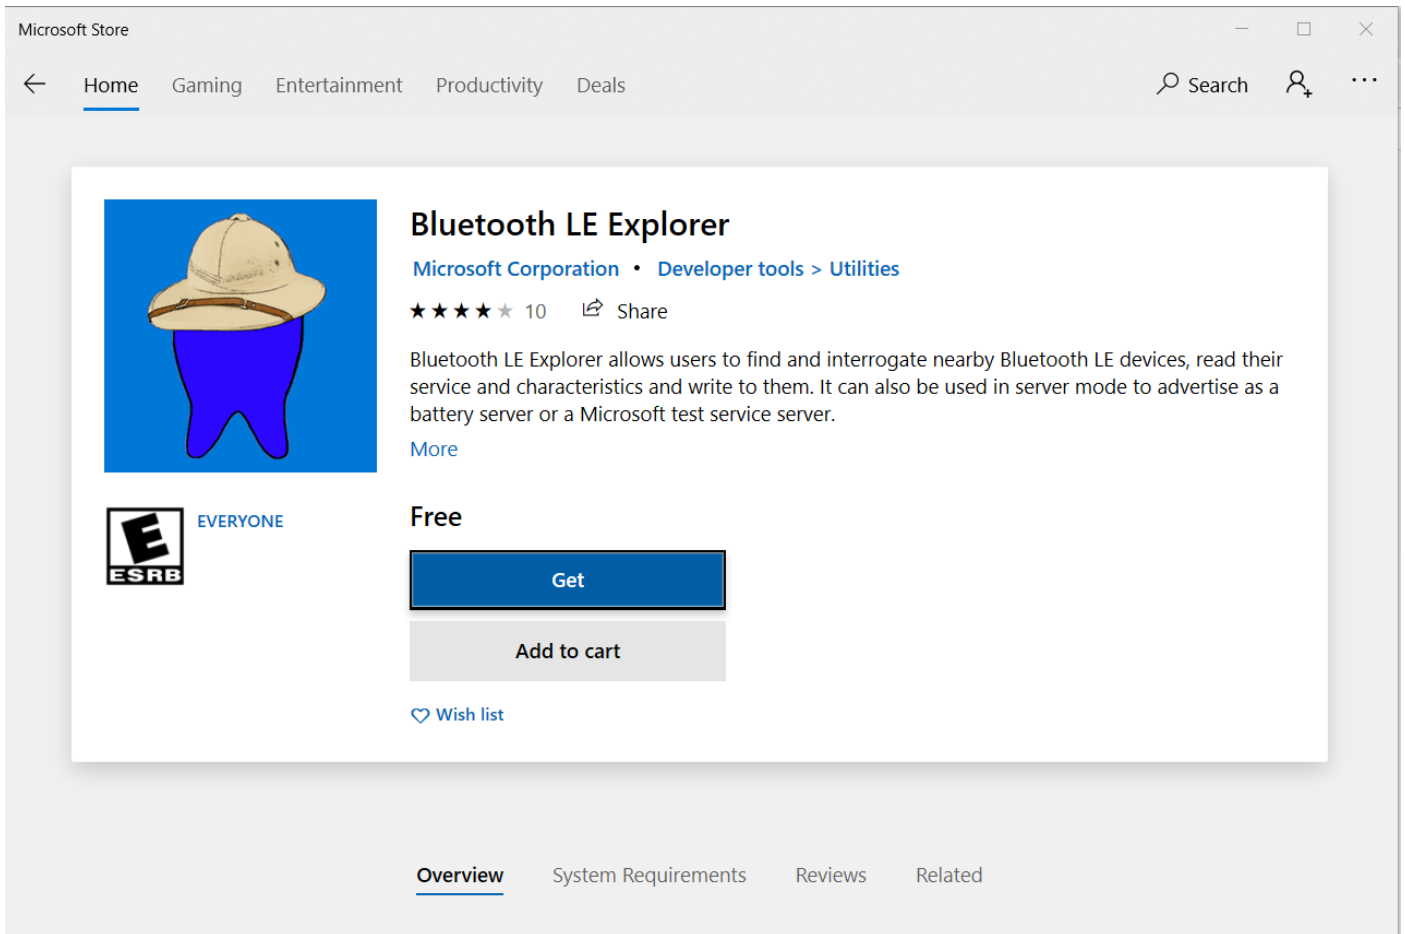 Microsoft Store
Home Gaming Entertainment Productivity Deals Search
Bluetooth LE Explorer
Microsoft Corporation • Developer tools > Utilities
10 Share
Bluetooth LE Explorer allows users to find and interrogate nearby Bluetooth LE devices, read their
service and characteristics and write to them. It can also be used in server mode to advertise as a
battery server or a Microsoft test service server.
More
E
ESRB
EVERYONE
Free
Get
Add to cart
Wish list
Overview System Requirements Reviews Related